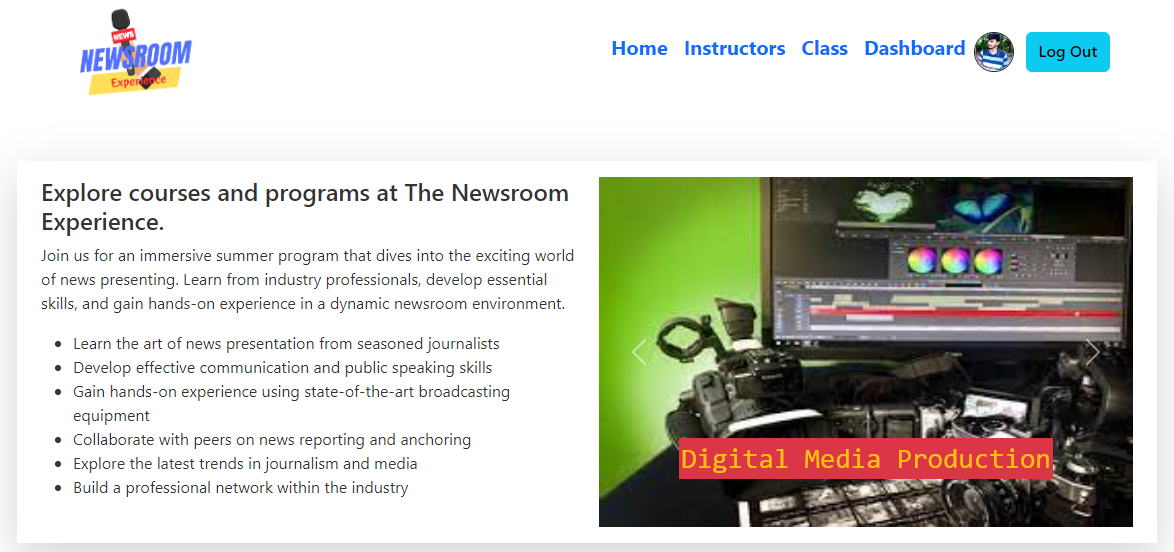 NEWS
NEWSROOM
Experience
Home Instructors Class Dashboard Log Out
Explore courses and programs at The Newsroom
Experience.
Join us for an immersive summer program that dives into the exciting world
of news presenting. Learn from industry professionals, develop essential
skills, and gain hands-on experience in a dynamic newsroom environment.
Learn the art of news presentation from seasoned journalists
Develop effective communication and public speaking skills
Gain hands-on experience using state-of-the-art broadcasting
equipment
Collaborate with peers on news reporting and anchoring
Explore the latest trends in journalism and media
Build a professional network within the industry
Digital Media Production